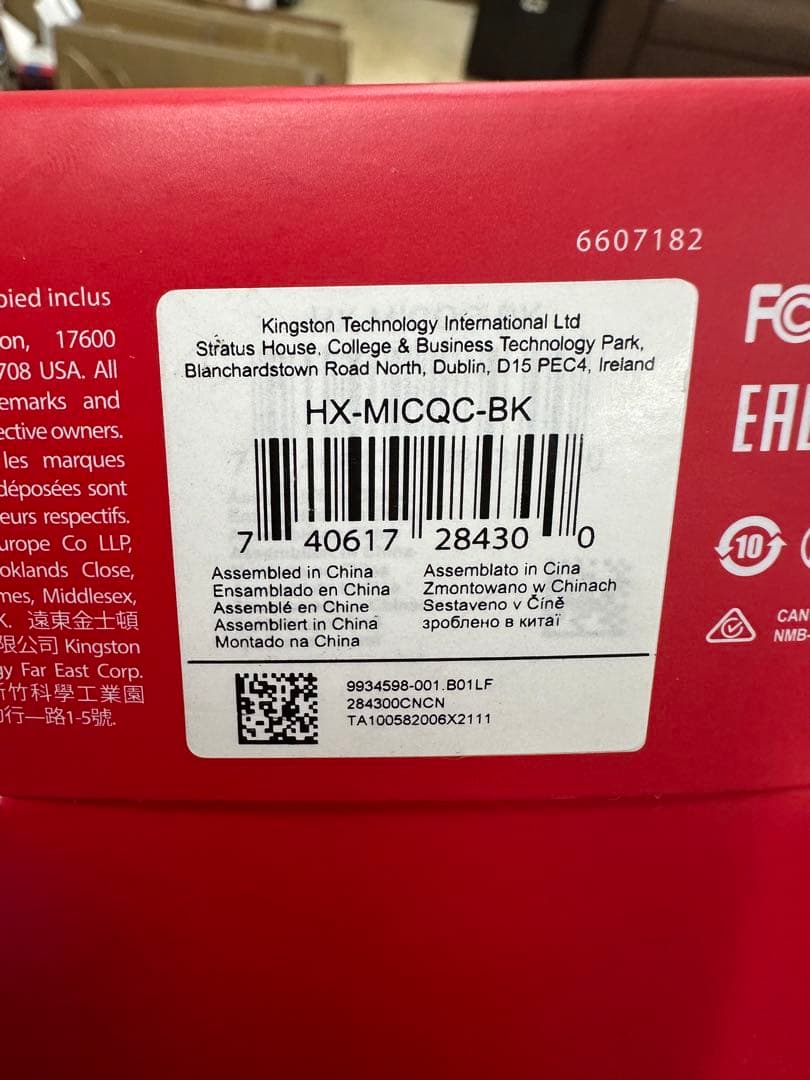 6607182
pied inclus
on, 17600
708 USA. All
emarks and
ective owners.
les marques
déposées sont
eurs respectifs.
urope Co LLP,
oklands Close,
mes, Middlesex,
K. 遠東金士頓
限公司 Kingston
gy Far East Corp.
竹科學工業園
行一路1-5號.
Kingston Technology International Ltd
Stratus House, College & Business Technology Park,
Blanchardstown Road North, Dublin, D15 PEC4, Ireland
HX-MICQC-BK
7 40617 28430 0
Assembled in China
Ensamblado en China
Assemblé en Chine
Assembliert in China
Montado na China
Assemblato in Cina
Zmontowano w Chinach
Sestaveno v Číně
зроблено в китаї
9934598-001.B01LF
284300CNCN
TA100582006X2111
FC
EAC
10
CAN
NMB-